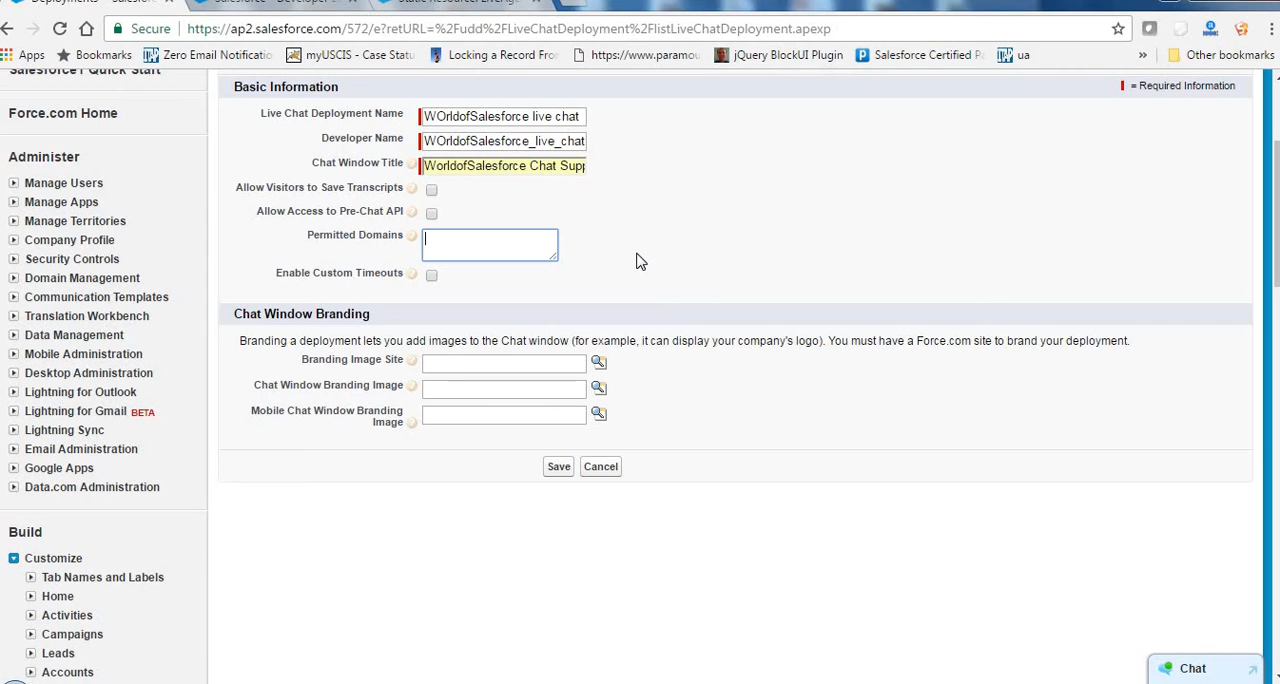 Secure https://ap2.salesforce.com/572/e?retURL=%2Fudd%2FLiveChatDeployment%2FlistLiveChatDeployment.apexp
Apps Bookmarks Zero Email Notificatio myUSCIS - Case Statu Locking a Record Fro https://www.paramou jQuery BlockUI Plugin Salesforce Certified P ua » Other bookmarks
Salesforce1 Quick Start
Force.com Home
Administer
Manage Users
Manage Apps
Manage Territories
Company Profile
Security Controls
Domain Management
Communication Templates
Translation Workbench
Data Management
Mobile Administration
Desktop Administration
Lightning for Outlook
Lightning for Gmail BETA
Lightning Sync
Email Administration
Google Apps
Data.com Administration
Build
Customize
Tab Names and Labels
Home
Activities
Campaigns
Leads
Accounts
Basic Information
= Required Information
Live Chat Deployment Name WOrldofSalesforce live chat
Developer Name WOrldofSalesforce_live_chat
Chat Window Title WorldofSalesforce Chat Supp
Allow Visitors to Save Transcripts
Allow Access to Pre-Chat API
Permitted Domains
Enable Custom Timeouts
Chat Window Branding
Branding a deployment lets you add images to the Chat window (for example, it can display your company's logo). You must have a Force.com site to brand your deployment.
Branding Image Site
Chat Window Branding Image
Mobile Chat Window Branding
Image
Save Cancel
Chat